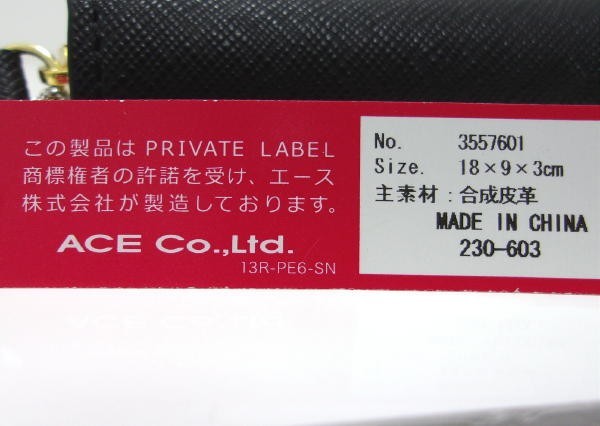 この製品は PRIVATE LABEL
商標権者の許諾を受け、エース
株式会社が製造しております。
ACE Co.,Ltd.
13R-PE6-SN
No. 3557601
Size. 18×9×3cm
主素材:合成皮革
MADE IN CHINA
230-603